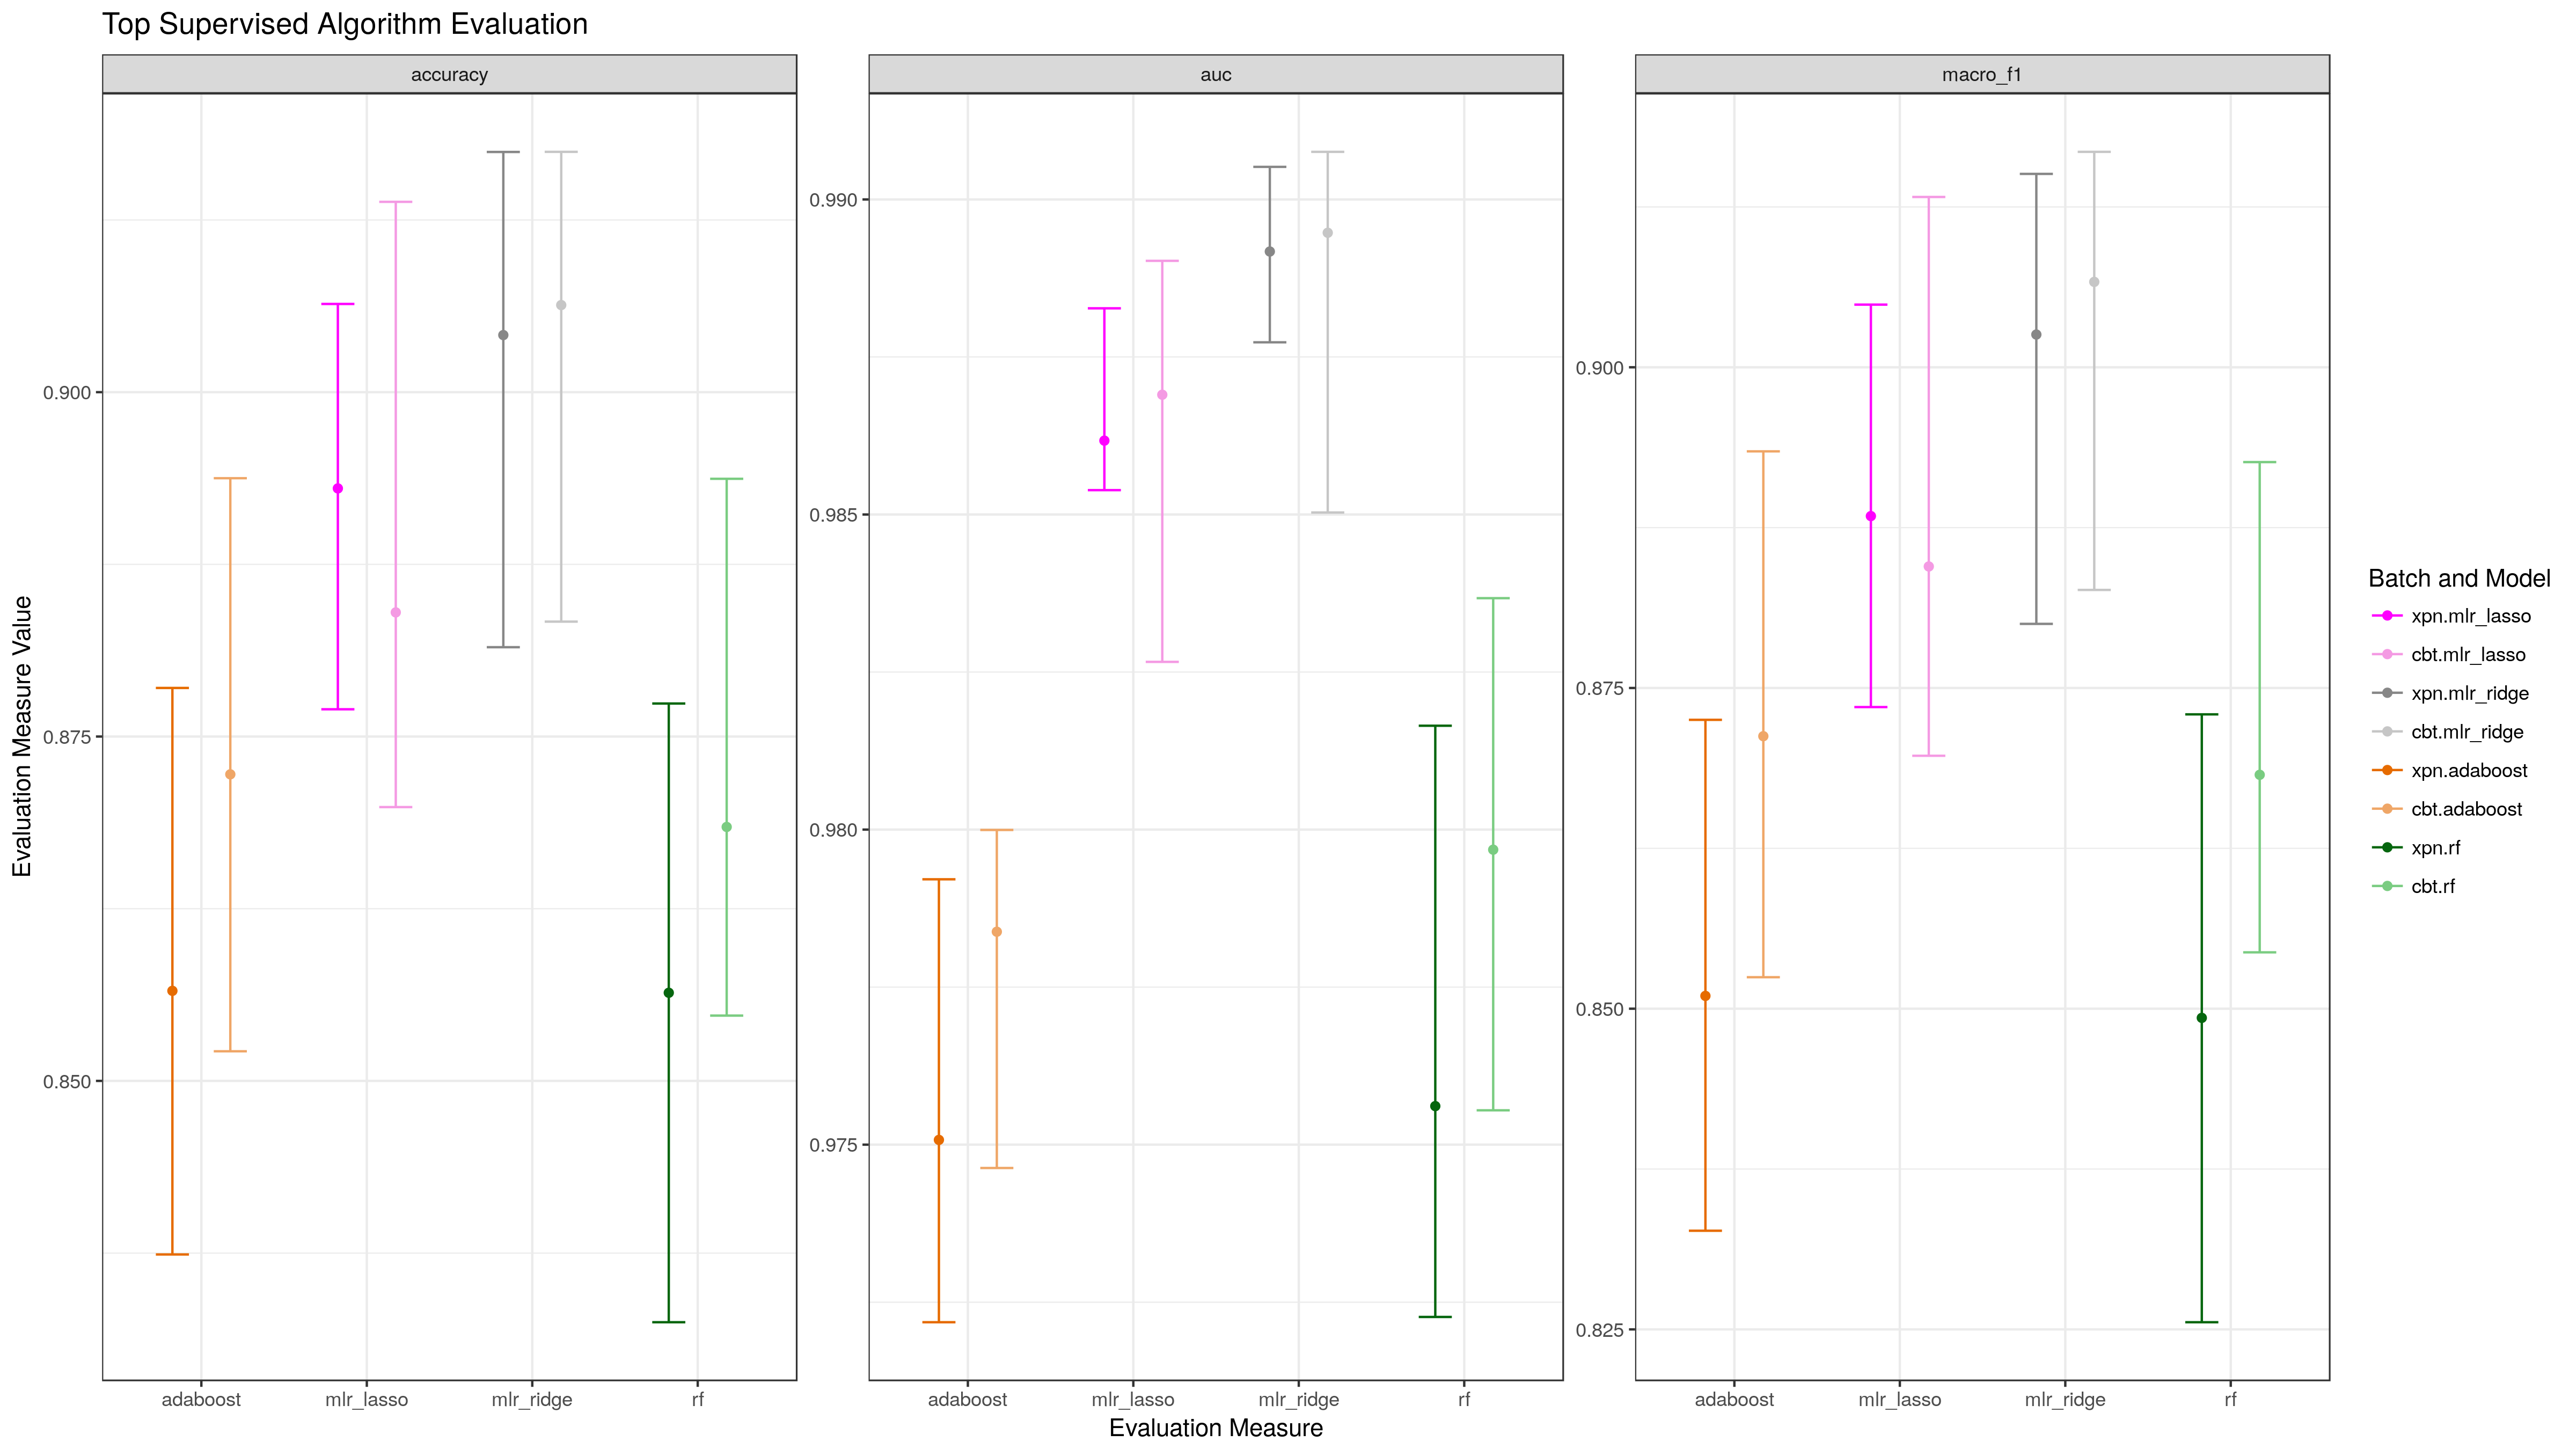 Top Supervised Algorithm Evaluation
accuracy
auc
macro_f1
Evaluation Measure Value
0.900
0.875
0.850
0.990
0.985
0.980
0.975
0.900
0.875
0.850
0.825
adaboost
mlr_lasso
mlr_ridge
rf
adaboost
mlr_lasso
mlr_ridge
rf
adaboost
mlr_lasso
mlr_ridge
rf
Evaluation Measure
Batch and Model
xpn.mlr_lasso
cbt.mlr_lasso
xpn.mlr_ridge
cbt.mlr_ridge
xpn.adaboost
cbt.adaboost
xpn.rf
cbt.rf